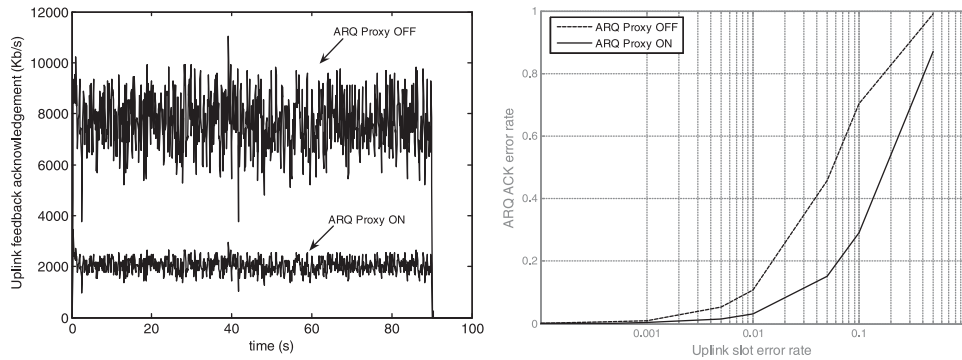 Uplink feedback acknowledgement (Kb/s)
12000
10000
8000
6000
4000
2000
0
ARQ Proxy OFF
ARQ Proxy ON
0
20
40
60
80
100
time (s)
ARQ ACK error rate
1
0.8
0.6
0.4
0.2
0
ARQ Proxy OFF
ARQ Proxy ON
0.001
0.01
0.1
Uplink slot error rate